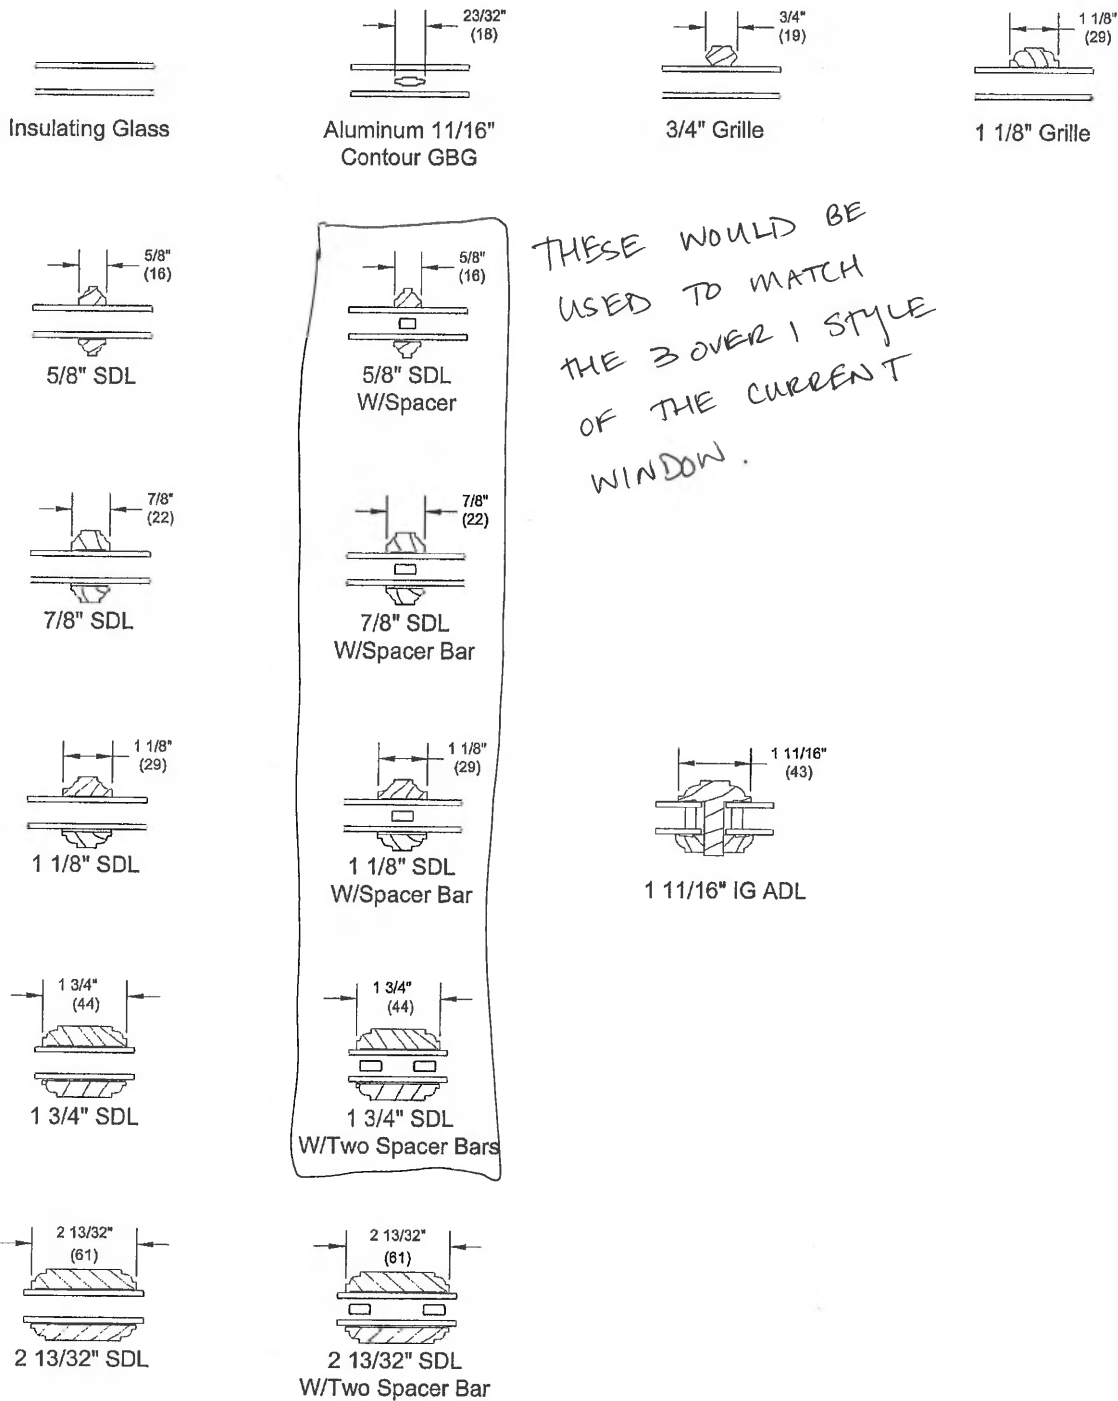 23/32"
(18)
3/4"
(19)
1 1/8"
(29)
Insulating Glass
Aluminum 11/16"
Contour GBG
3/4" Grille
1 1/8" Grille
THESE WOULD BE
USED TO MATCH
THE 3 OVER 1 STYLE
OF THE CURRENT
WINDOW.
5/8"
(16)
5/8" SDL
5/8"
(16)
5/8" SDL
W/Spacer
7/8"
(22)
7/8" SDL
7/8"
(22)
7/8" SDL
W/Spacer Bar
1 1/8"
(29)
1 1/8" SDL
1 1/8"
(29)
1 1/8" SDL
W/Spacer Bar
1 11/16"
(43)
1 11/16" IG ADL
1 3/4"
(44)
1 3/4" SDL
1 3/4"
(44)
1 3/4" SDL
W/Two Spacer Bars
2 13/32"
(61)
2 13/32" SDL
2 13/32"
(61)
2 13/32" SDL
W/Two Spacer Bar